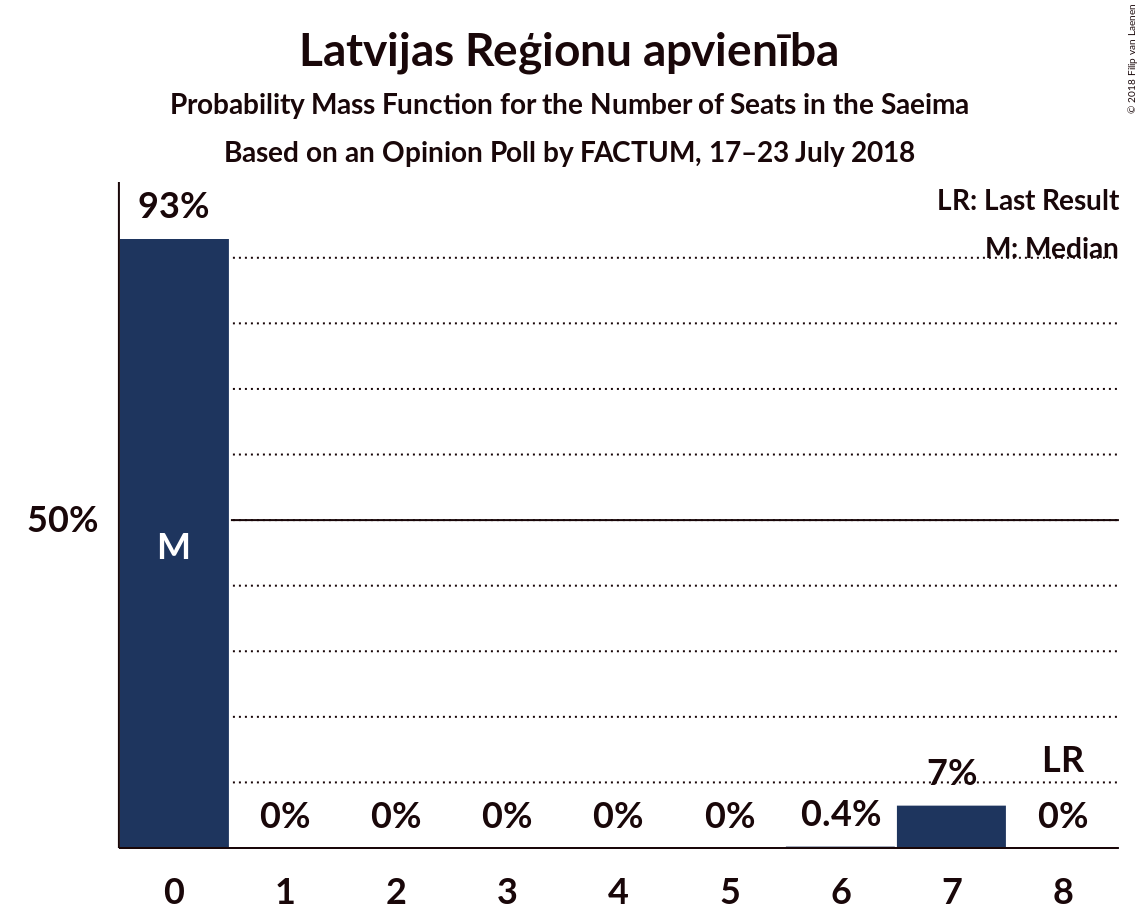 Latvijas Reģionu apvienība
Probability Mass Function for the Number of Seats in the Saeima
Based on an Opinion Poll by FACTUM, 17–23 July 2018
© 2018 Filip van Laenen
LR: Last Result
M: Median
93%
50%
M
LR
7%
0% 0% 0% 0% 0% 0.4% 0%
0 1 2 3 4 5 6 7 8